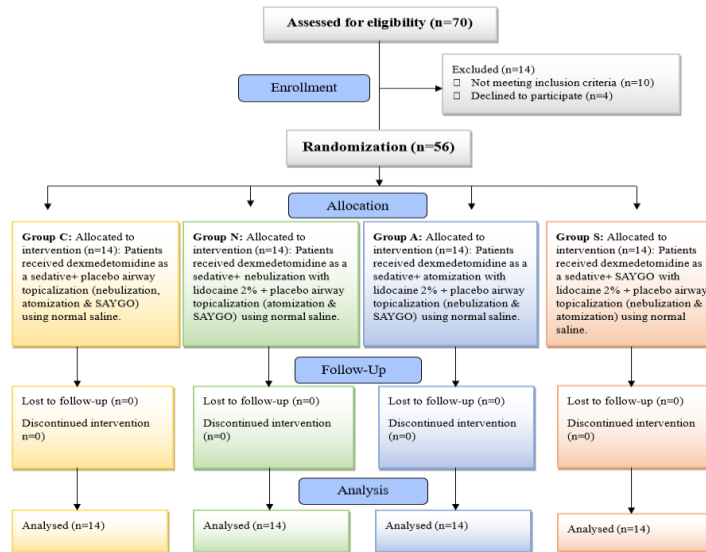 Assessed for eligibility (n=70)
Enrollment
Excluded (n=14)
Not meeting inclusion criteria (n=10)
Declined to participate (n=4)
Randomization (n=56)
Allocation
Group C: Allocated to
intervention (n=14): Patients
received dexmedetomidine as
a sedative+ placebo airway
topicalization (nebulization,
atomization & SAYGO) using
normal saline.
Group N: Allocated to
intervention (n=14): Patients
received dexmedetomidine as a
sedative+ nebulization with
lidocaine 2% + placebo airway
topicalization (atomization &
SAYGO) using normal saline.
Group A: Allocated to
intervention (n=14): Patients
received dexmedetomidine as a
sedative+ atomization with
lidocaine 2% + placebo airway
topicalization (nebulization &
SAYGO) using normal saline.
Group S: Allocated to
intervention (n=14): Patients
received dexmedetomidine as
a sedative+ SAYGO with
lidocaine 2% + placebo airway
topicalization (nebulization &
atomization) using normal
saline.
Follow-Up
Lost to follow-up (n=0)
Discontinued intervention
n=0)
Lost to follow-up (n=0)
Discontinued intervention
(n=0)
Lost to follow-up (n=0)
Discontinued intervention
(n=0)
Lost to follow-up (n=0)
Discontinued intervention
(n=0)
Analysis
Analysed (n=14)
Analysed (n=14)
Analysed (n=14)
Analysed (n=14)